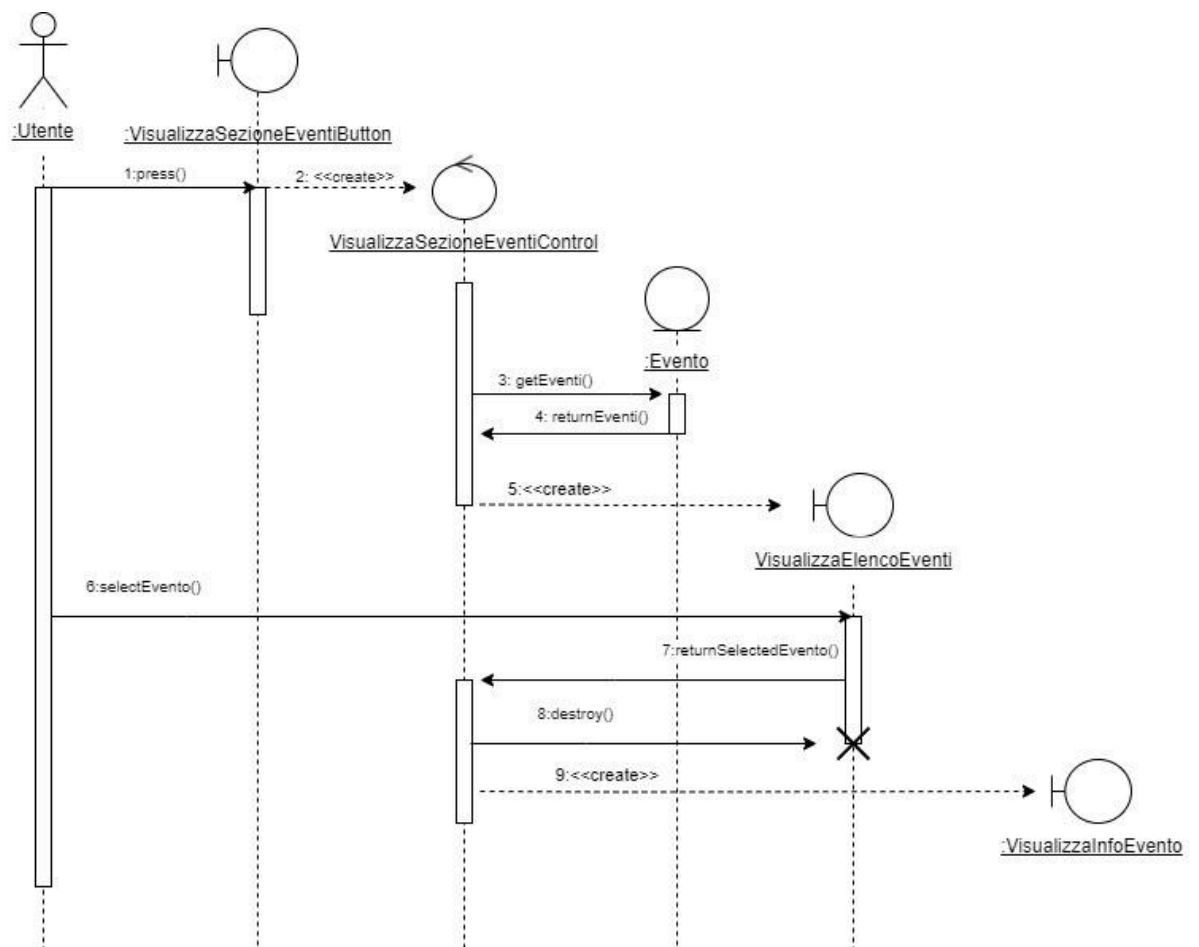 :Utente
:VisualizzaSezioneEventiButton
1:press()
2: <<create>>
VisualizzaSezioneEventiControl
:Evento
3: getEventi()
4: returnEventi()
5:<<create>>
VisualizzaElencoEventi
6:selectEvento()
7:returnSelectedEvento()
8:destroy()
9:<<create>>
:VisualizzaInfoEvento